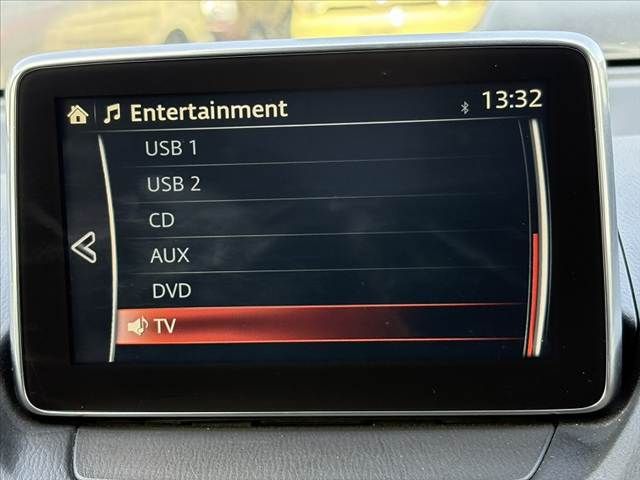 Entertainment 13:32
USB 1
USB 2
CD
AUX
DVD
TV